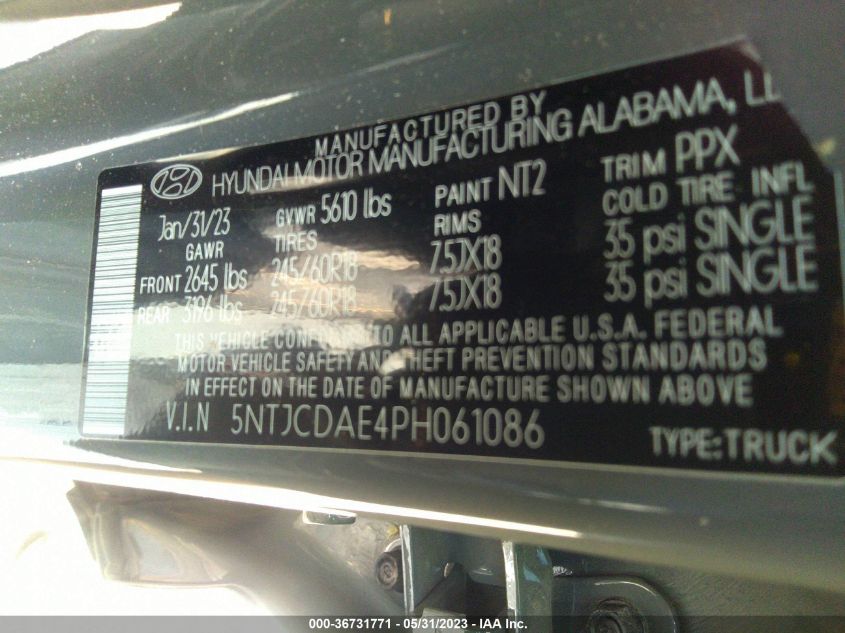 MANUFACTURED BY
HYUNDAI MOTOR MANUFACTURING ALABAMA,
Jan/31/23 GVWR 5610 lbs PAINT NT2 TRIM PPX
GAWR TIRES RIMS COLD TIRE INFL
FRONT 2645 lbs 245/60R18 7.5JX18 35 psi SINGLE
REAR 3196 lbs 245/60R18 7.5JX18 35 psi SINGLE
THIS VEHICLE CONFORMS TO ALL APPLICABLE U.S.A. FEDERAL
MOTOR VEHICLE SAFETY AND THEFT PREVENTION STANDARDS
IN EFFECT ON THE DATE OF MANUFACTURE SHOWN ABOVE
V.I.N 5NTJCDAE4PH061086
TYPE:TRUCK
000-36731771 - 05/31/2023 - IAA Inc.